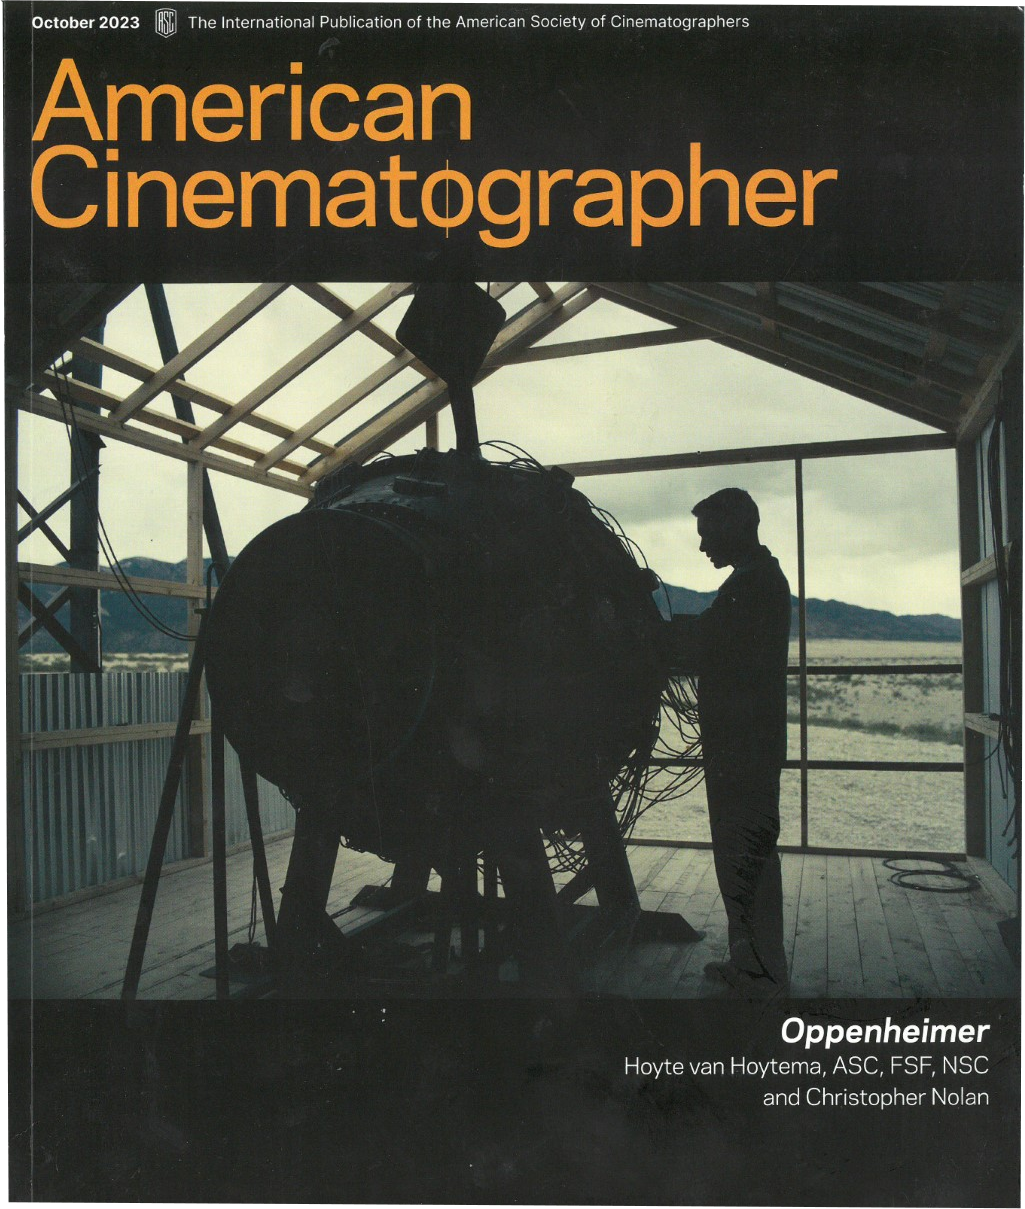 October 2023 ASC The International Publication of the American Society of Cinematographers
American
Cinematographer
Oppenheimer
Hoyte van Hoytema, ASC, FSF, NSC
and Christopher Nolan